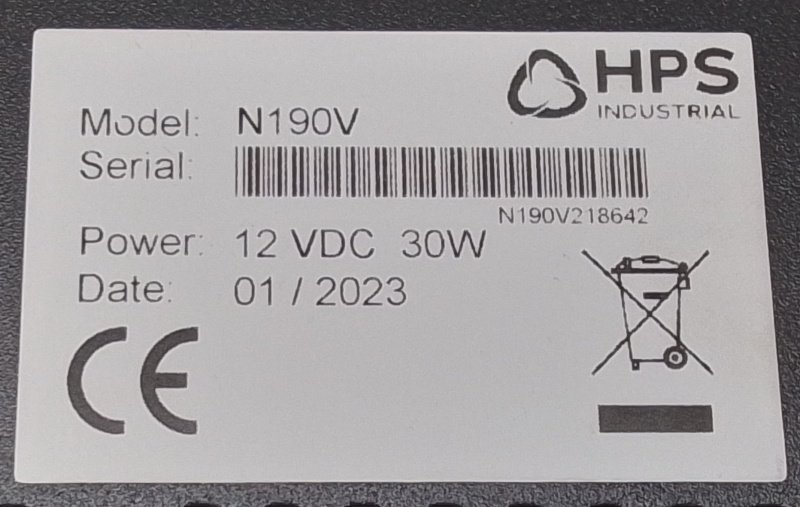 HPS
INDUSTRIAL
Model: N190V
Serial:
N190V218642
Power: 12 VDC 30W
Date: 01 / 2023
CE